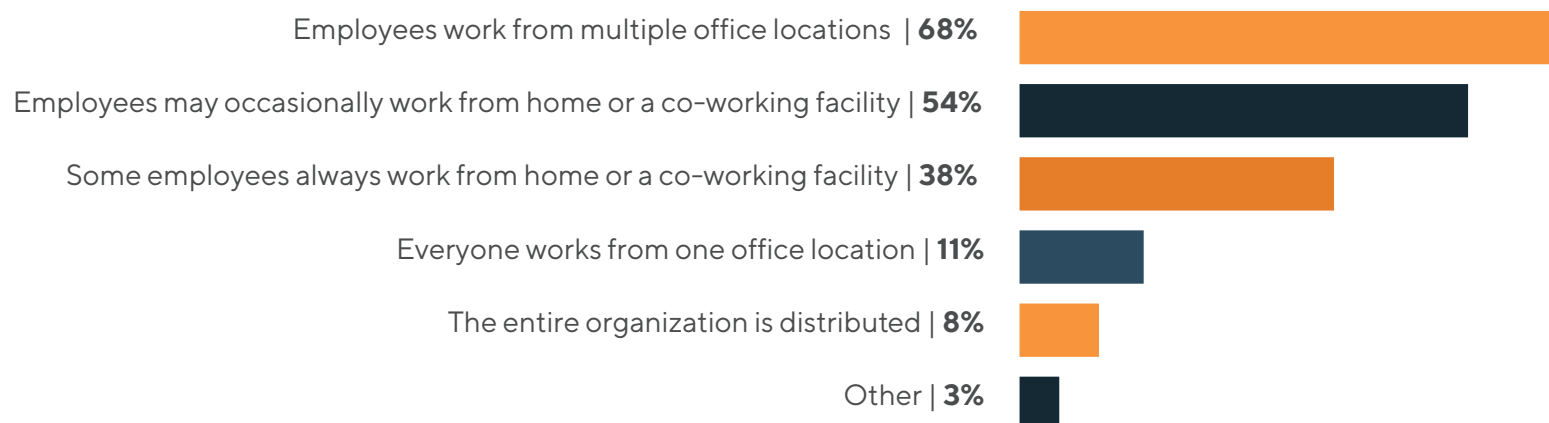 Employees work from multiple office locations | 68%
Employees may occasionally work from home or a co-working facility | 54%
Some employees always work from home or a co-working facility | 38%
Everyone works from one office location | 11%
The entire organization is distributed | 8%
Other | 3%